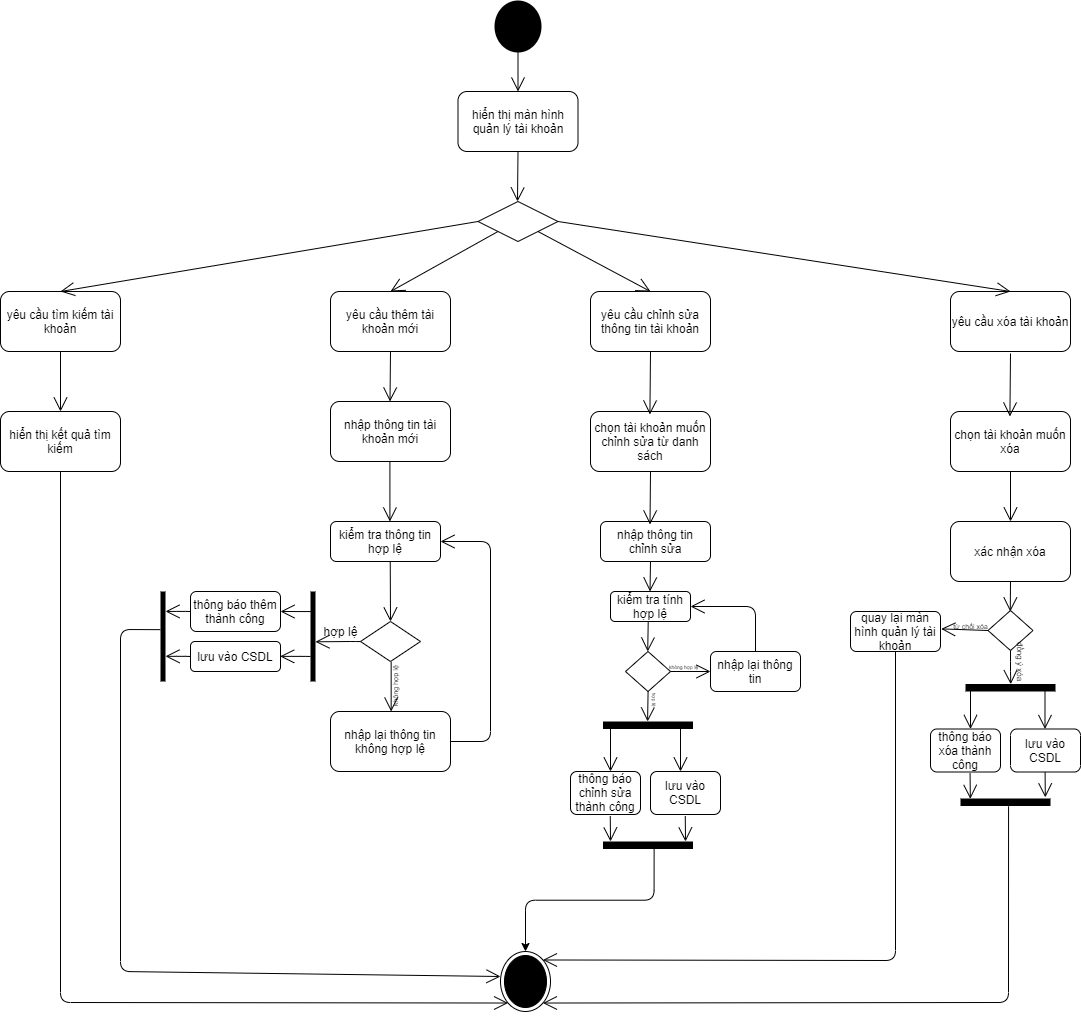 hiển thị màn hình
quản lý tài khoản
yêu cầu tìm kiếm tài
khoản
yêu cầu thêm tài
khoản mới
yêu cầu chỉnh sửa
thông tin tài khoản
yêu cầu xóa tài khoản
hiển thị kết quả tìm
kiếm
nhập thông tin tài
khoản mới
chọn tài khoản muốn
chỉnh sửa từ danh
sách
chọn tài khoản muốn
xóa
kiểm tra thông tin
hợp lệ
nhập thông tin
chỉnh sửa
xác nhận xóa
thông báo thêm
thành công
lưu vào CSDL
hợp lệ
không hợp lệ
nhập lại thông tin
không hợp lệ
kiểm tra tính
hợp lệ
không hợp lệ
nhập lại thông
tin
hợp lệ
thông báo
chỉnh sửa
thành công
lưu vào
CSDL
quay lại màn
hình quản lý tài
khoản
từ chối xóa
đồng ý xóa
thông báo
xóa thành
công
lưu vào
CSDL